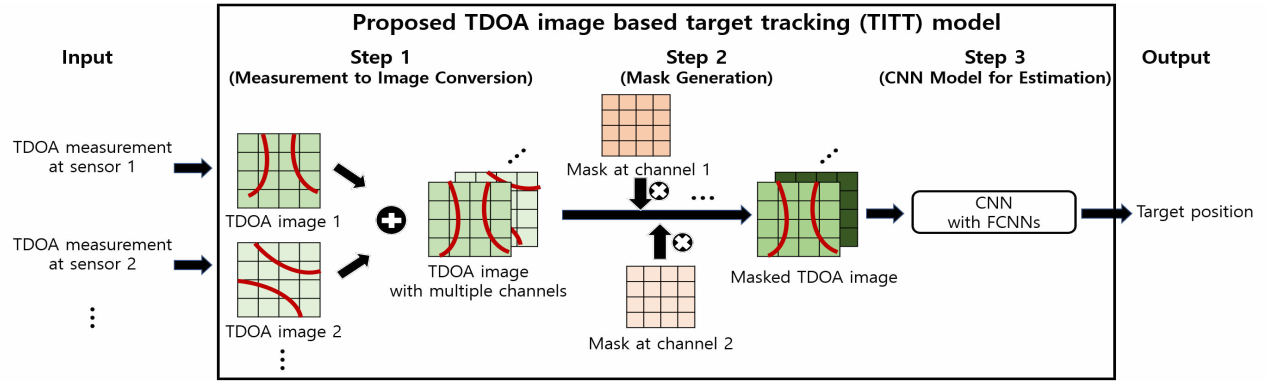 Proposed TDOA image based target tracking (TITT) model
Input
Step 1
(Measurement to Image Conversion)
Step 2
(Mask Generation)
Step 3
(CNN Model for Estimation)
Output
TDOA measurement
at sensor 1
TDOA image 1
TDOA measurement
at sensor 2
TDOA image 2
TDOA image
with multiple channels
Mask at channel 1
Mask at channel 2
Masked TDOA image
CNN
with FCNNs
Target position